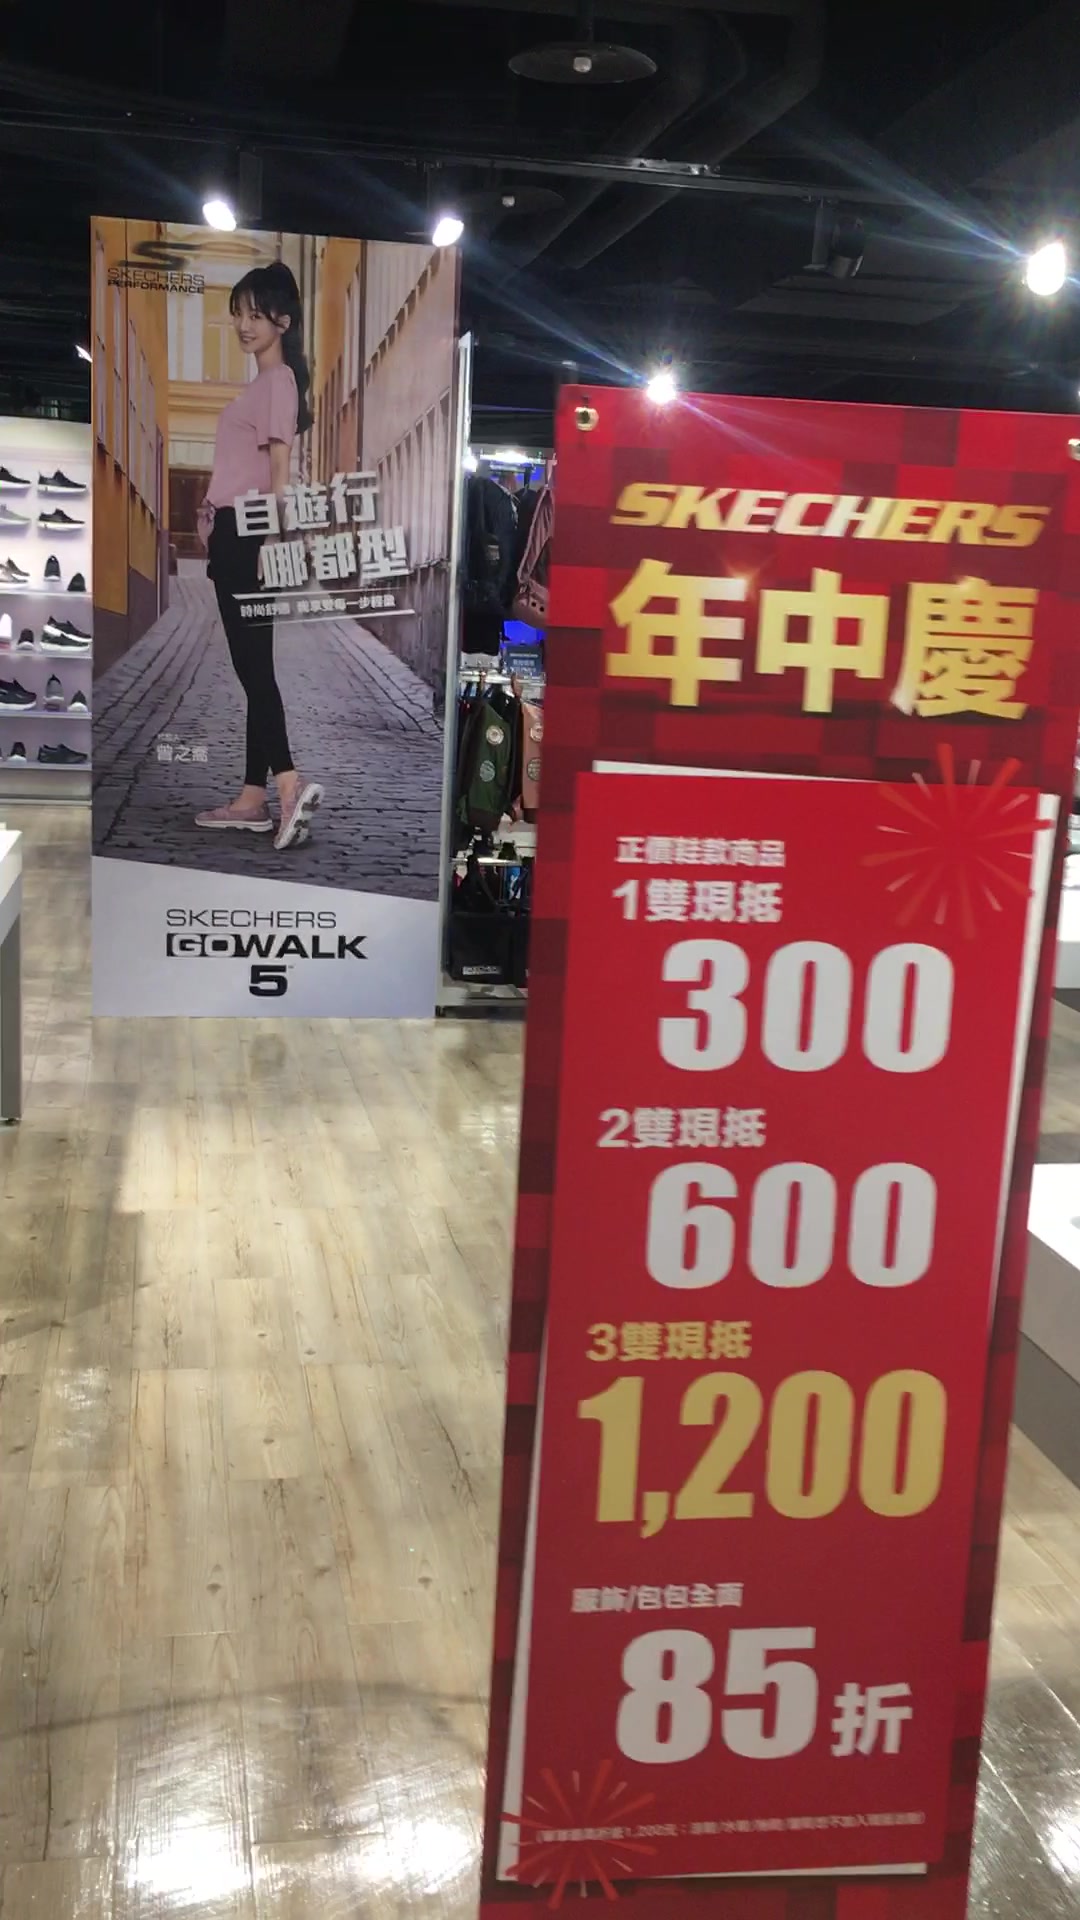 SKECHERS
PERFORMANCE
自遊行
哪都型
時尚舒適 我享受每一步輕盈
曾之喬
SKECHERS
GOWALK
5
SKECHERS
年中慶
正價鞋款商品
1雙現抵
300
2雙現抵
600
3雙現抵
1,200
服飾/包包全面
85折